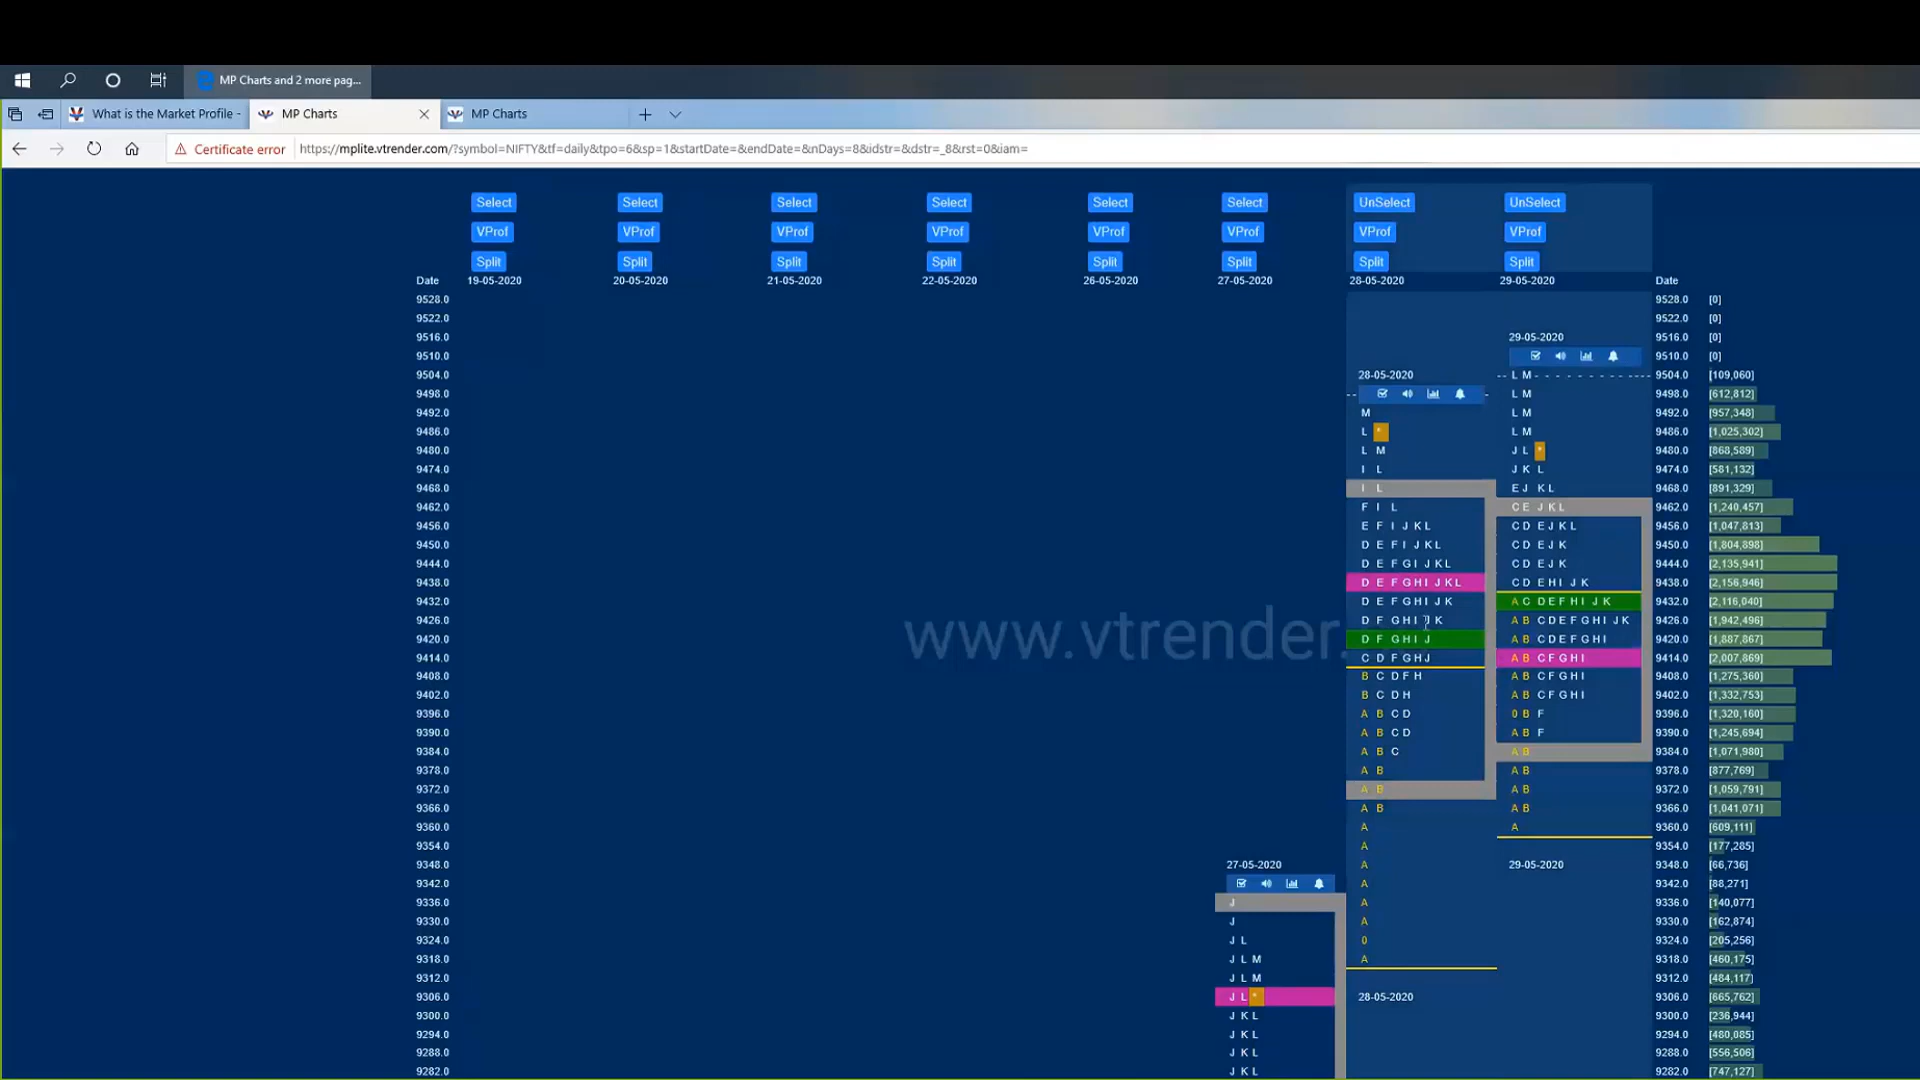 MP Charts and 2 more pag...
What is the Market Profile - MP Charts MP Charts
Certificate error https://mplite.vtrender.com/?symbol=NIFTY&tf=daily&tpo=6&sp=1&startDate=&endDate=&nDays=8&idstr=&dstr=_8&rst=0&iam=
Select Select Select Select Select Select UnSelect UnSelect
VProf VProf VProf VProf VProf VProf VProf VProf
Split Split Split Split Split Split Split Split
Date 19-05-2020 20-05-2020 21-05-2020 22-05-2020 26-05-2020 27-05-2020 28-05-2020 29-05-2020 Date
9528.0 9528.0 [0]
9522.0 9522.0 [0]
9516.0 29-05-2020 9516.0 [0]
9510.0 9510.0 [0]
9504.0 28-05-2020 L M 9504.0 [109,060]
9498.0 L M 9498.0 [612,812]
9492.0 M L M 9492.0 [957,348]
9486.0 L * L M 9486.0 [1,025,302]
9480.0 L M J L * 9480.0 [868,589]
9474.0 I L J K L 9474.0 [581,132]
9468.0 I L E J K L 9468.0 [891,329]
9462.0 F I L C E J K L 9462.0 [1,240,457]
9456.0 E F I J K L C D E J K L 9456.0 [1,047,813]
9450.0 D E F I J K L C D E J K 9450.0 [1,804,898]
9444.0 D E F G I J K L C D E J K 9444.0 [2,135,941]
9438.0 D E F G H I J K L C D E H I J K 9438.0 [2,156,946]
9432.0 D E F G H I J K A C D E F H I J K 9432.0 [2,116,040]
9426.0 D F G H I J K A B C D E F G H I J K 9426.0 [1,942,496]
9420.0 D F G H I J A B C D E F G H I 9420.0 [1,887,867]
www.vtrender.
9414.0 C D F G H J A B C F G H I 9414.0 [2,007,869]
9408.0 B C D F H A B C F G H I 9408.0 [1,275,360]
9402.0 B C D H A B C F G H I 9402.0 [1,332,753]
9396.0 A B C D 0 B F 9396.0 [1,320,160]
9390.0 A B C D A B F 9390.0 [1,245,694]
9384.0 A B C A B 9384.0 [1,071,980]
9378.0 A B A B 9378.0 [877,769]
9372.0 A B A B 9372.0 [1,059,791]
9366.0 A B A B 9366.0 [1,041,071]
9360.0 A A 9360.0 [609,111]
9354.0 A 9354.0 [177,285]
9348.0 27-05-2020 A 29-05-2020 9348.0 [66,736]
9342.0 A 9342.0 [88,271]
9336.0 J A 9336.0 [140,077]
9330.0 J A 9330.0 [162,874]
9324.0 J L 0 9324.0 [205,256]
9318.0 J L M A 9318.0 [460,175]
9312.0 J L M 9312.0 [484,117]
9306.0 J L * 28-05-2020 9306.0 [665,762]
9300.0 J K L 9300.0 [236,944]
9294.0 J K L 9294.0 [480,085]
9288.0 J K L 9288.0 [556,506]
9282.0 J K L 9282.0 [747,127]